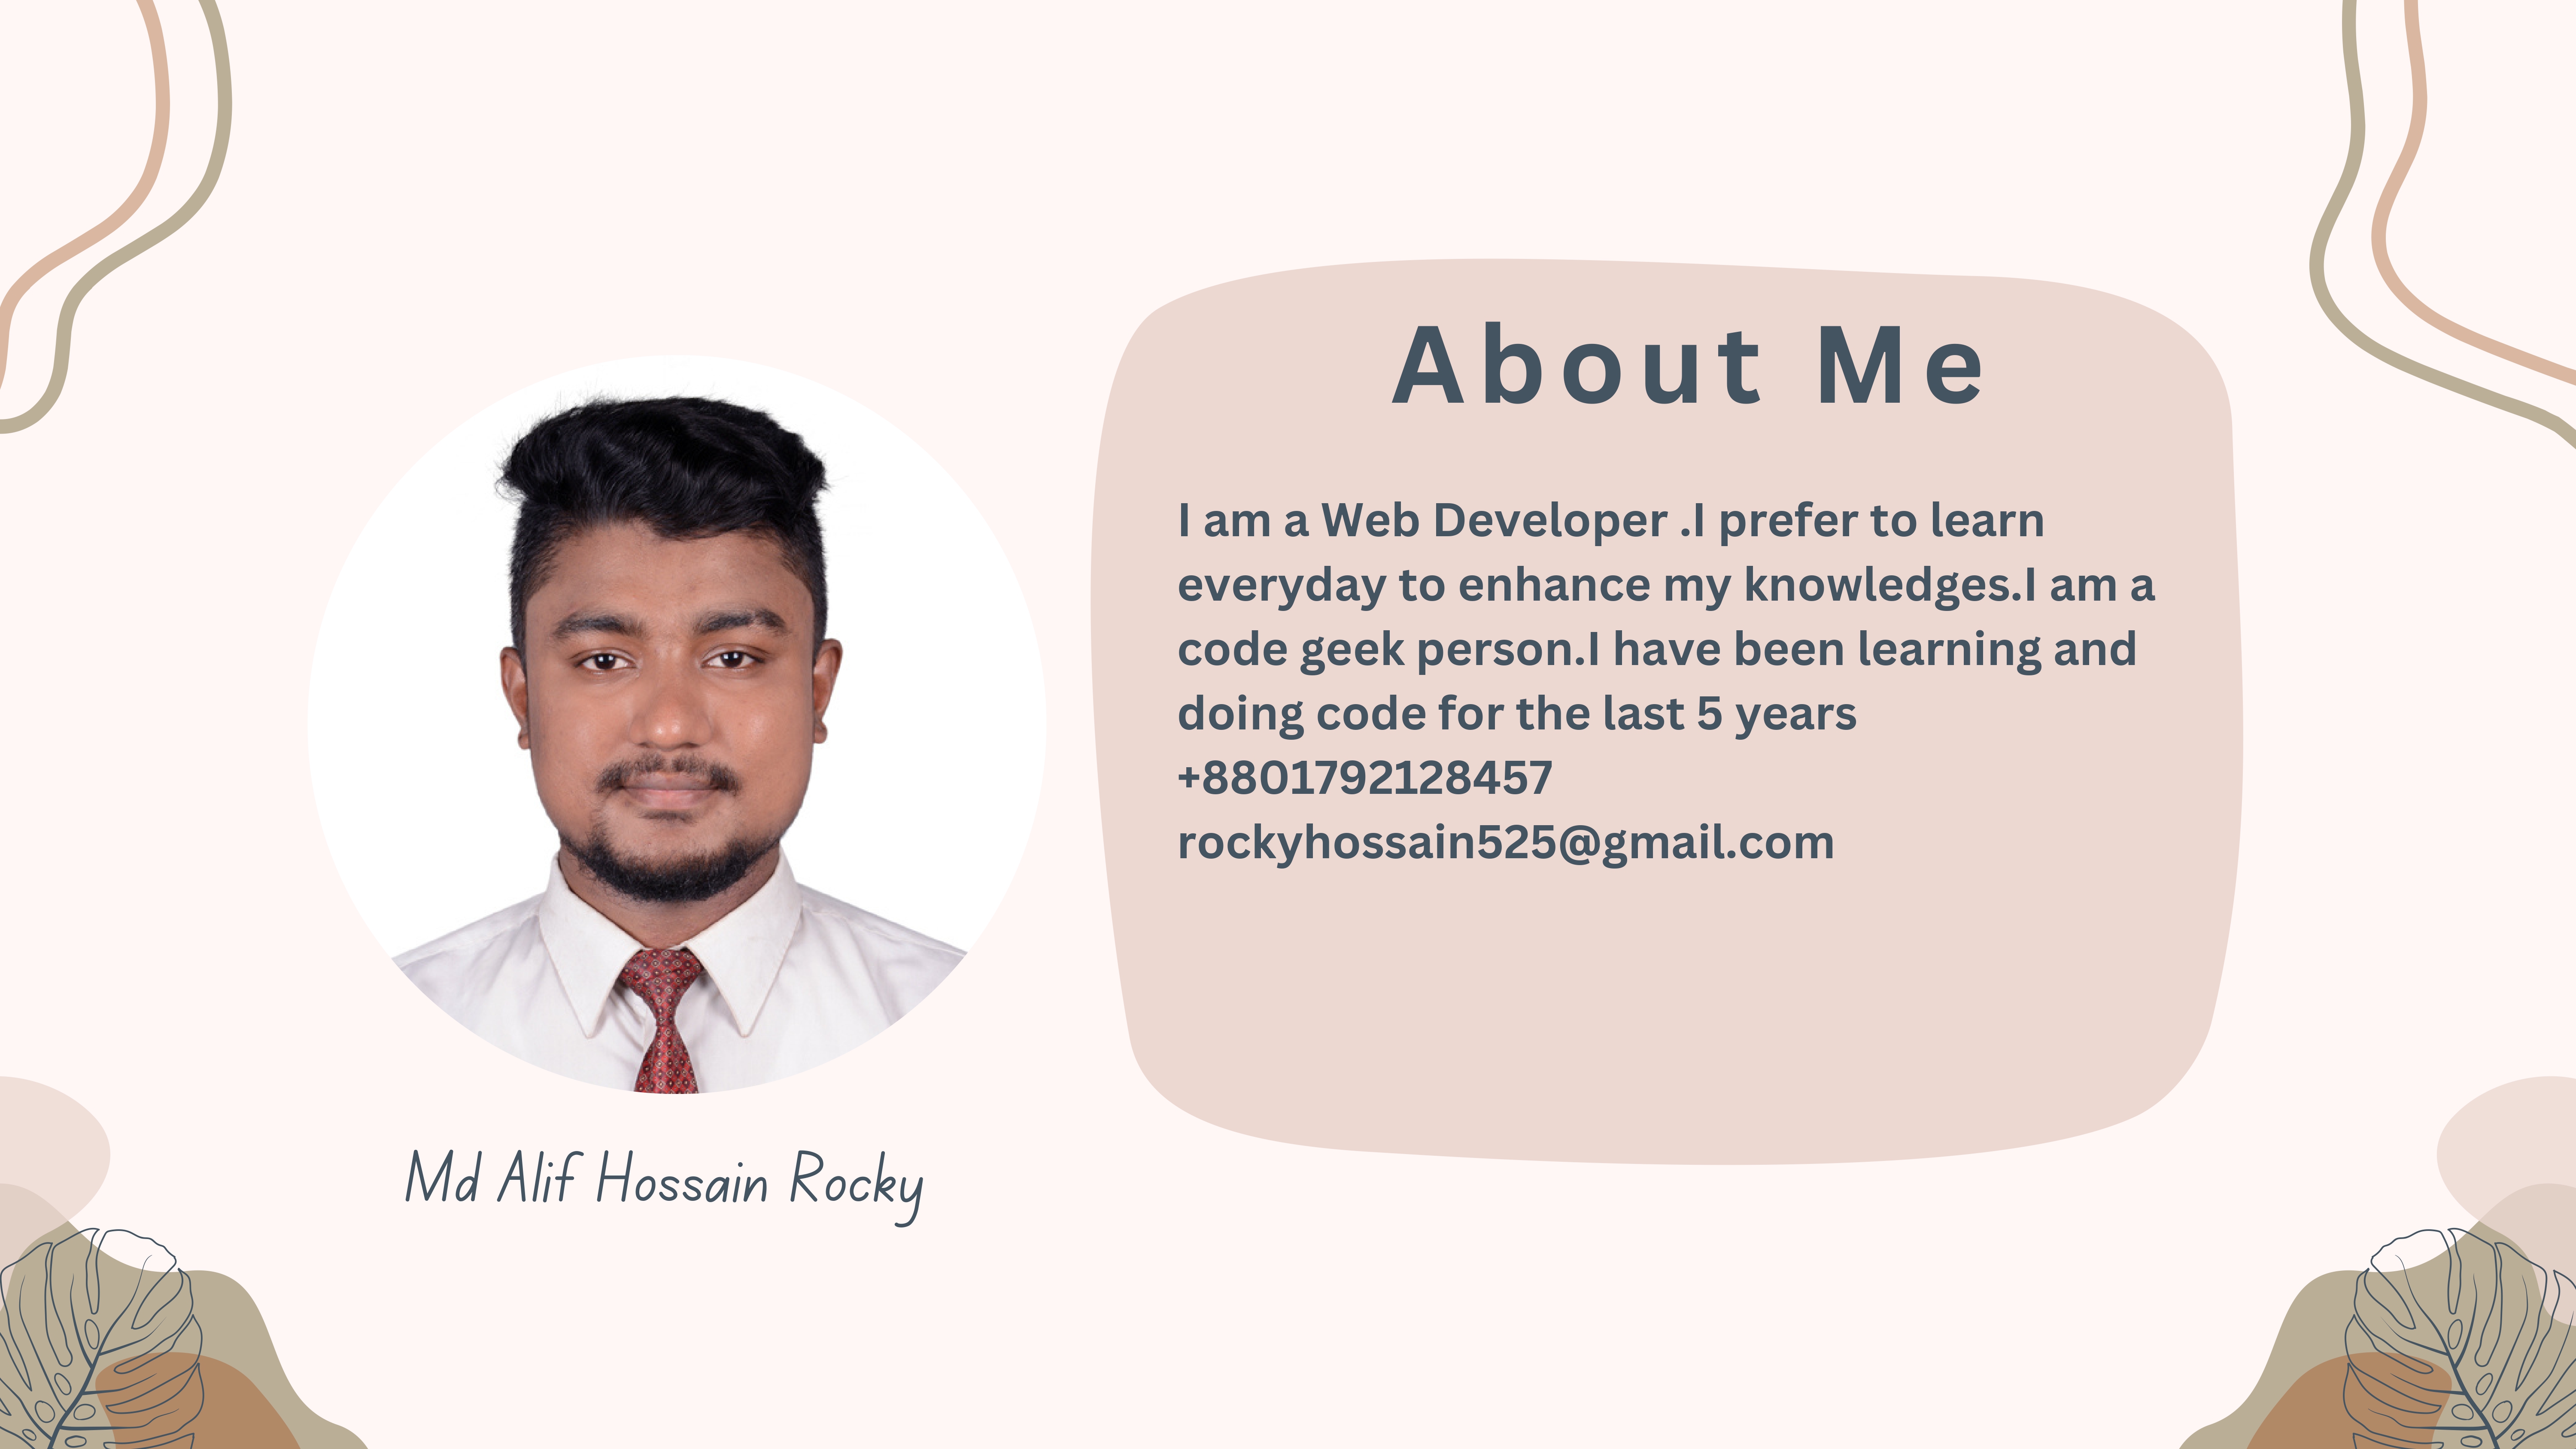 About Me
I am a Web Developer .I prefer to learn
everyday to enhance my knowledges.I am a
code geek person.I have been learning and
doing code for the last 5 years
+8801792128457
rockyhossain525@gmail.com
Md Alif Hossain Rocky